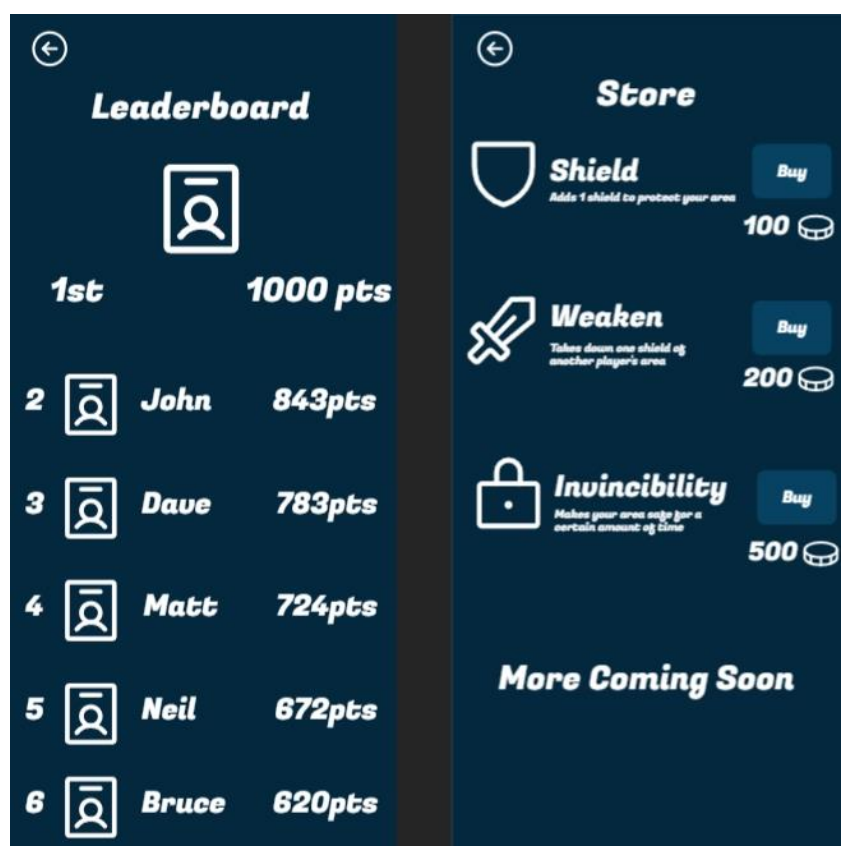 Leaderboard
1st 1000 pts
2 John 843pts
3 Dave 783pts
4 Matt 724pts
5 Neil 672pts
6 Bruce 620pts
Store
Shield
Adds 1 shield to protect your area
Buy
100
Weaken
Takes down one shield of
another player's area
Buy
200
Invincibility
Makes your area safe for a
certain amount of time
Buy
500
More Coming Soon